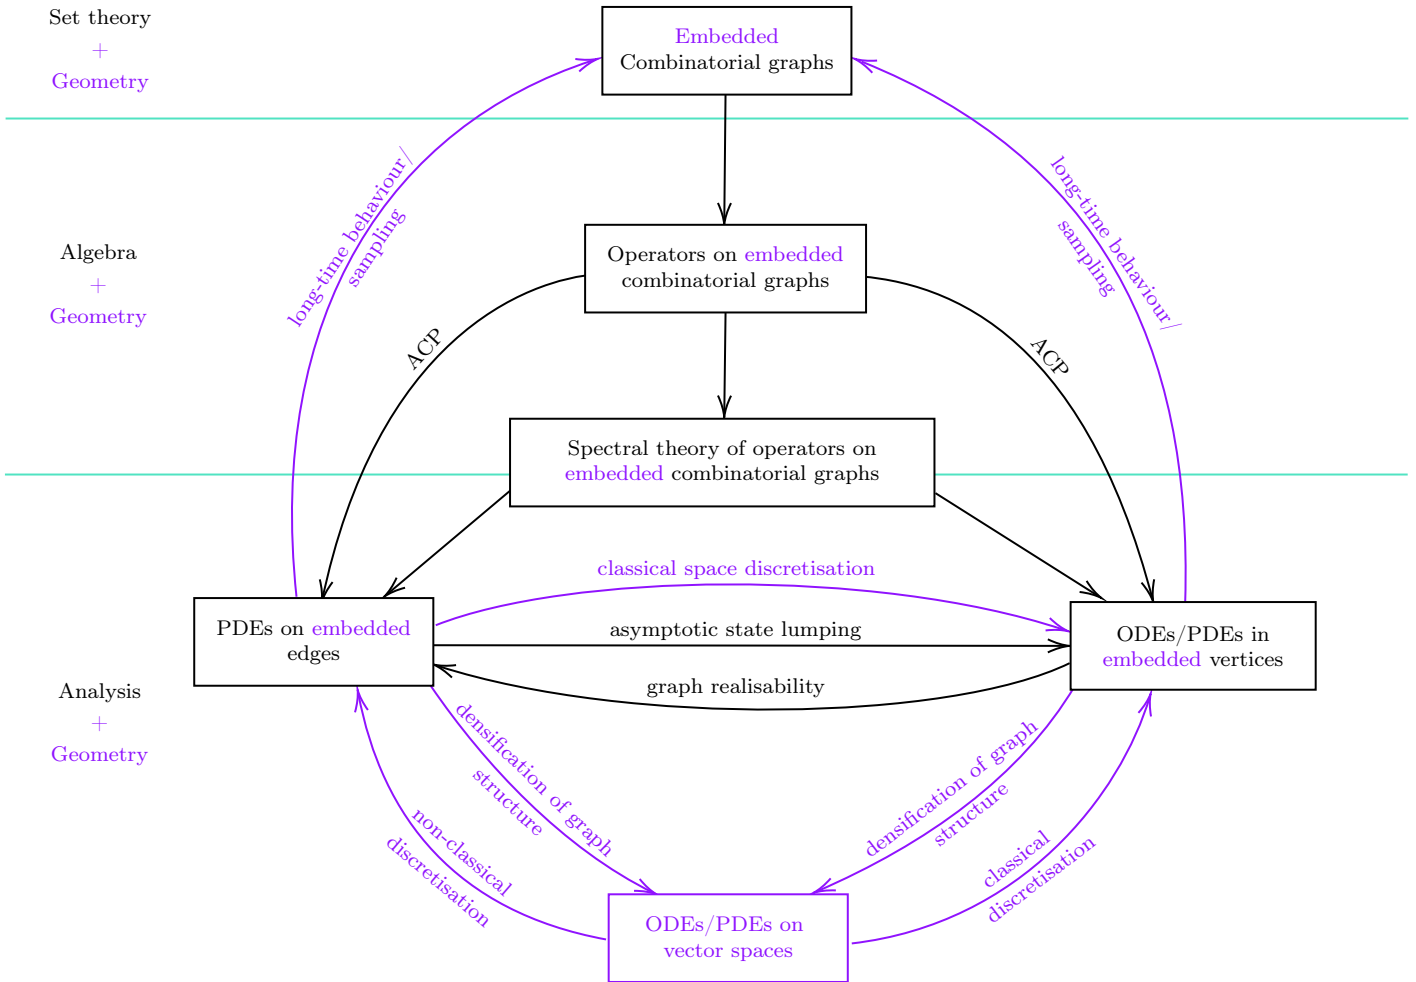 Set theory
+
Geometry
Embedded
Combinatorial graphs
long-time behaviour/
sampling
long-time behaviour/
sampling
Algebra
+
Geometry
Operators on embedded
combinatorial graphs
ACP
ACP
Spectral theory of operators on
embedded combinatorial graphs
classical space discretisation
PDEs on embedded
edges
asymptotic state lumping
ODEs/PDEs in
embedded vertices
graph realisability
Analysis
+
Geometry
densification of graph
structure
densification of graph
structure
non-classical
discretisation
classical
discretisation
ODEs/PDEs on
vector spaces